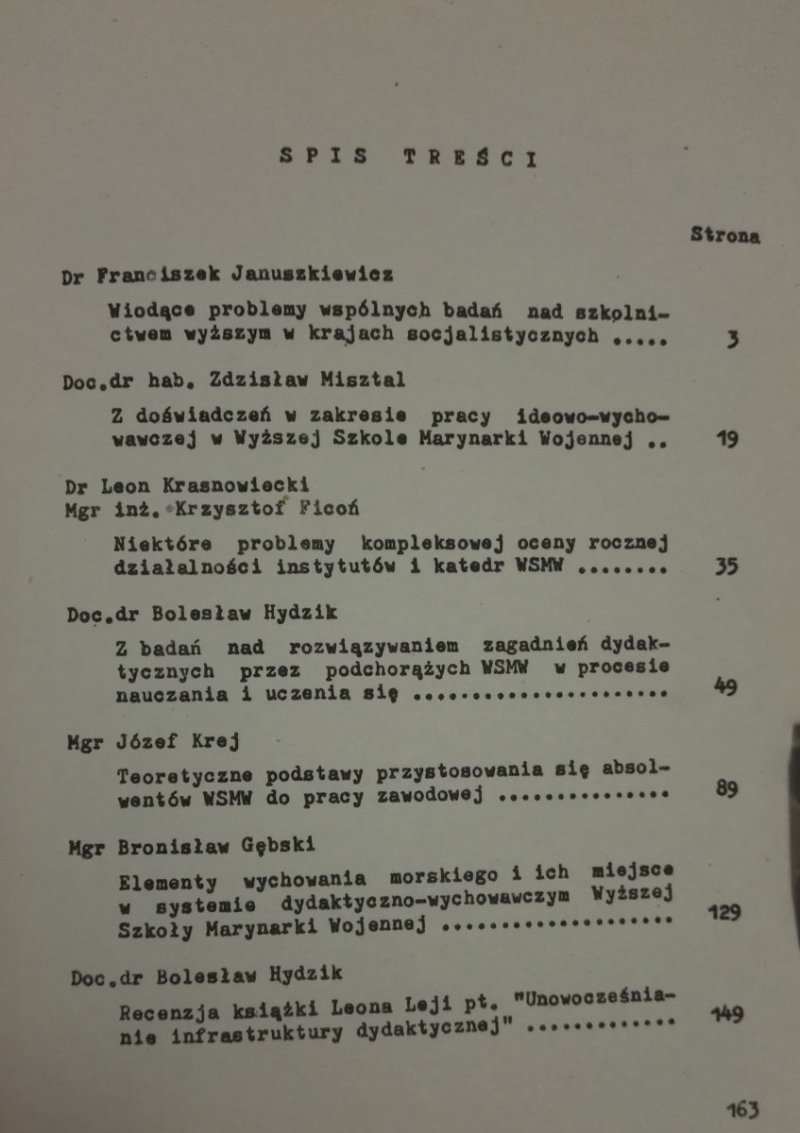 SPIS TREŚCI
Strona
Dr Franciszek Januszkiewicz
Wiodące problemy wspólnych badań nad szkolni-
ctwem wyższym w krajach socjalistycznych ..... 3
Doc.dr hab. Zdzisław Misztal
Z doświadczeń w zakresie pracy ideowo-wycho-
wawczej w Wyższej Szkole Marynarki Wojennej .. 19
Dr Leon Krasnowiecki
Mgr inż. Krzysztof Ficoń
Niektóre problemy kompleksowej oceny rocznej
działalności instytutów i katedr WSMW ........ 35
Doc.dr Bolesław Hydzik
Z badań nad rozwiązywaniem zagadnień dydak-
tycznych przez podchorążych WSMW w procesie
nauczania i uczenia się ....................... 49
Mgr Józef Krej
Teoretyczne podstawy przystosowania się absol-
wentów WSMW do pracy zawodowej ............... 89
Mgr Bronisław Gębski
Elementy wychowania morskiego i ich miejsce
w systemie dydaktyczno-wychowawczym Wyższej
Szkoły Marynarki Wojennej ..................... 129
Doc.dr Bolesław Hydzik
Recenzja książki Leona Leji pt. "Unowocześnia-
nie infrastruktury dydaktycznej" ............. 149
163